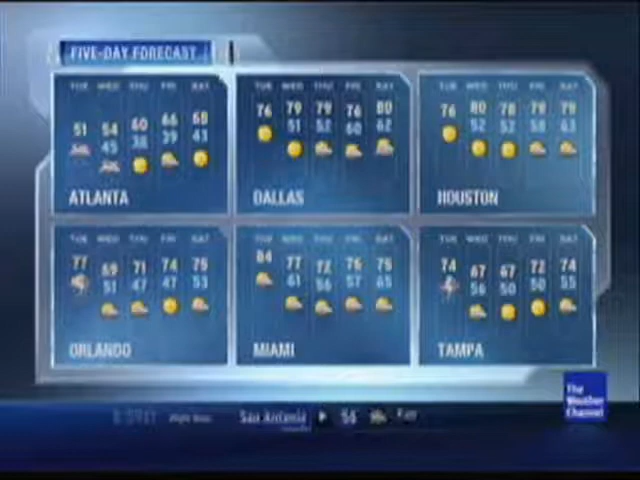 FIVE-DAY FORECAST
TUE WED THU FRI SAT
51 54 60 66 68
45 38 39 43
ATLANTA
TUE WED THU FRI SAT
76 79 79 76 80
51 52 60 62
DALLAS
TUE WED THU FRI SAT
76 80 78 79 79
52 52 58 63
HOUSTON
TUE WED THU FRI SAT
77 69 71 74 75
51 47 47 53
ORLANDO
TUE WED THU FRI SAT
84 77 72 76 75
61 56 57 65
MIAMI
TUE WED THU FRI SAT
74 67 67 72 74
56 50 50 55
TAMPA
San Antonio 56 Fair
The Weather Channel